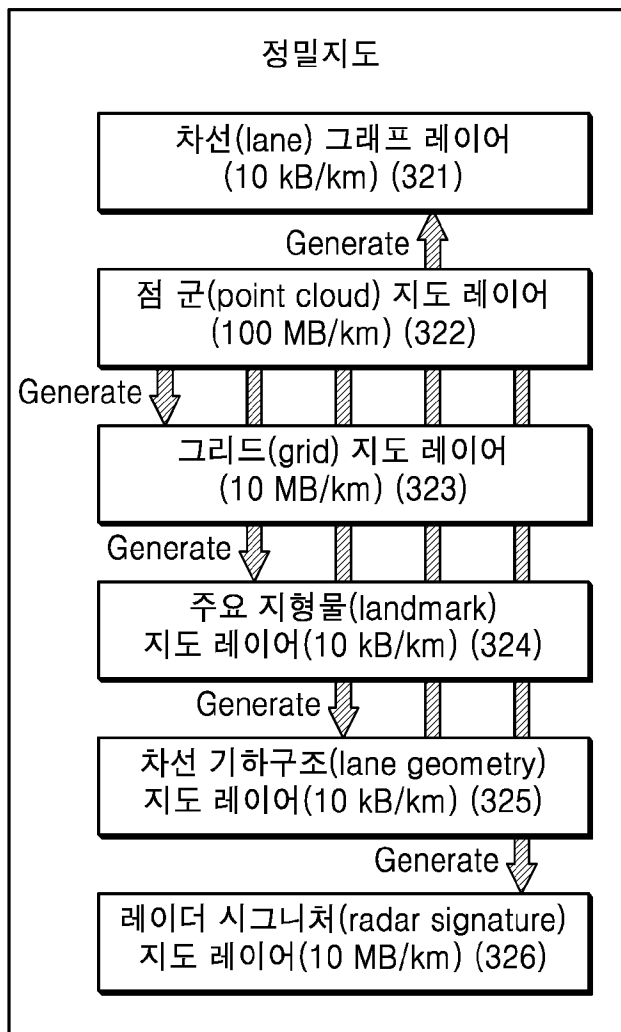 정밀지도
차선(lane) 그래프 레이어
(10 kB/km) (321)
Generate
점 군(point cloud) 지도 레이어
(100 MB/km) (322)
Generate
그리드(grid) 지도 레이어
(10 MB/km) (323)
Generate
주요 지형물(landmark)
지도 레이어(10 kB/km) (324)
Generate
차선 기하구조(lane geometry)
지도 레이어(10 kB/km) (325)
Generate
레이더 시그니처(radar signature)
지도 레이어(10 MB/km) (326)